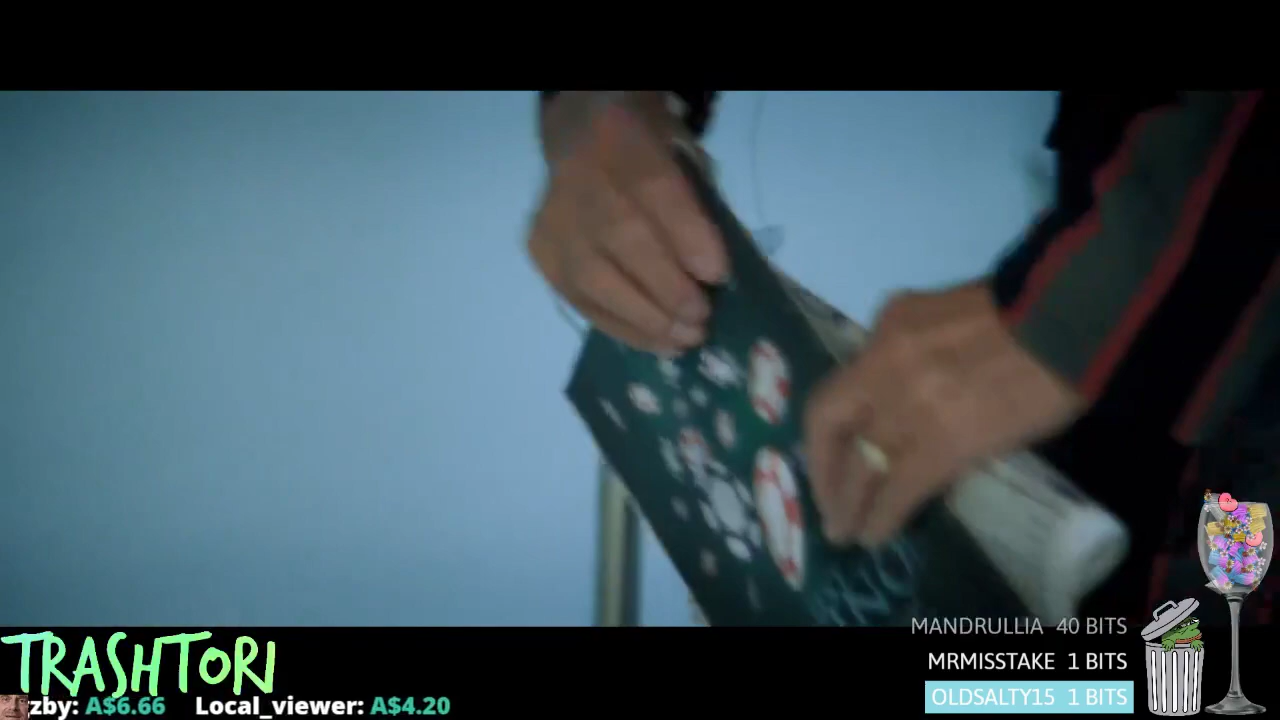 TRASHTORI
zby: A$6.66 Local_viewer: A$4.20
MANDRULLIA 40 BITS
MRMISSTAKE 1 BITS
OLDSALTY15 1 BITS